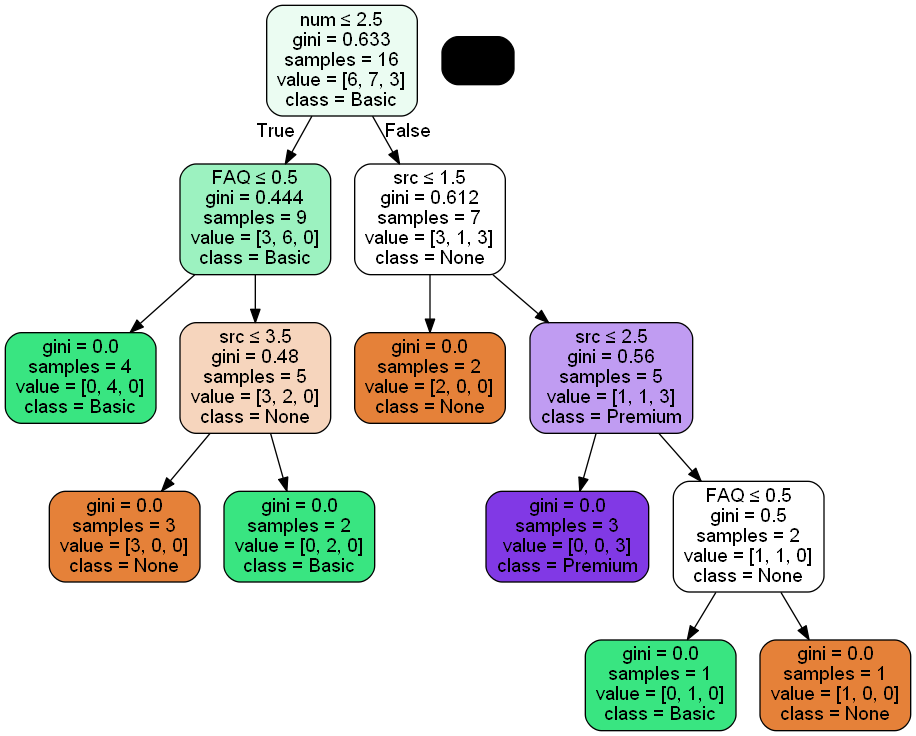 num ≤ 2.5
gini = 0.633
samples = 16
value = [6, 7, 3]
class = Basic
True
False
FAQ ≤ 0.5
gini = 0.444
samples = 9
value = [3, 6, 0]
class = Basic
src ≤ 1.5
gini = 0.612
samples = 7
value = [3, 1, 3]
class = None
gini = 0.0
samples = 4
value = [0, 4, 0]
class = Basic
src ≤ 3.5
gini = 0.48
samples = 5
value = [3, 2, 0]
class = None
gini = 0.0
samples = 2
value = [2, 0, 0]
class = None
src ≤ 2.5
gini = 0.56
samples = 5
value = [1, 1, 3]
class = Premium
gini = 0.0
samples = 3
value = [3, 0, 0]
class = None
gini = 0.0
samples = 2
value = [0, 2, 0]
class = Basic
gini = 0.0
samples = 3
value = [0, 0, 3]
class = Premium
FAQ ≤ 0.5
gini = 0.5
samples = 2
value = [1, 1, 0]
class = None
gini = 0.0
samples = 1
value = [0, 1, 0]
class = Basic
gini = 0.0
samples = 1
value = [1, 0, 0]
class = None